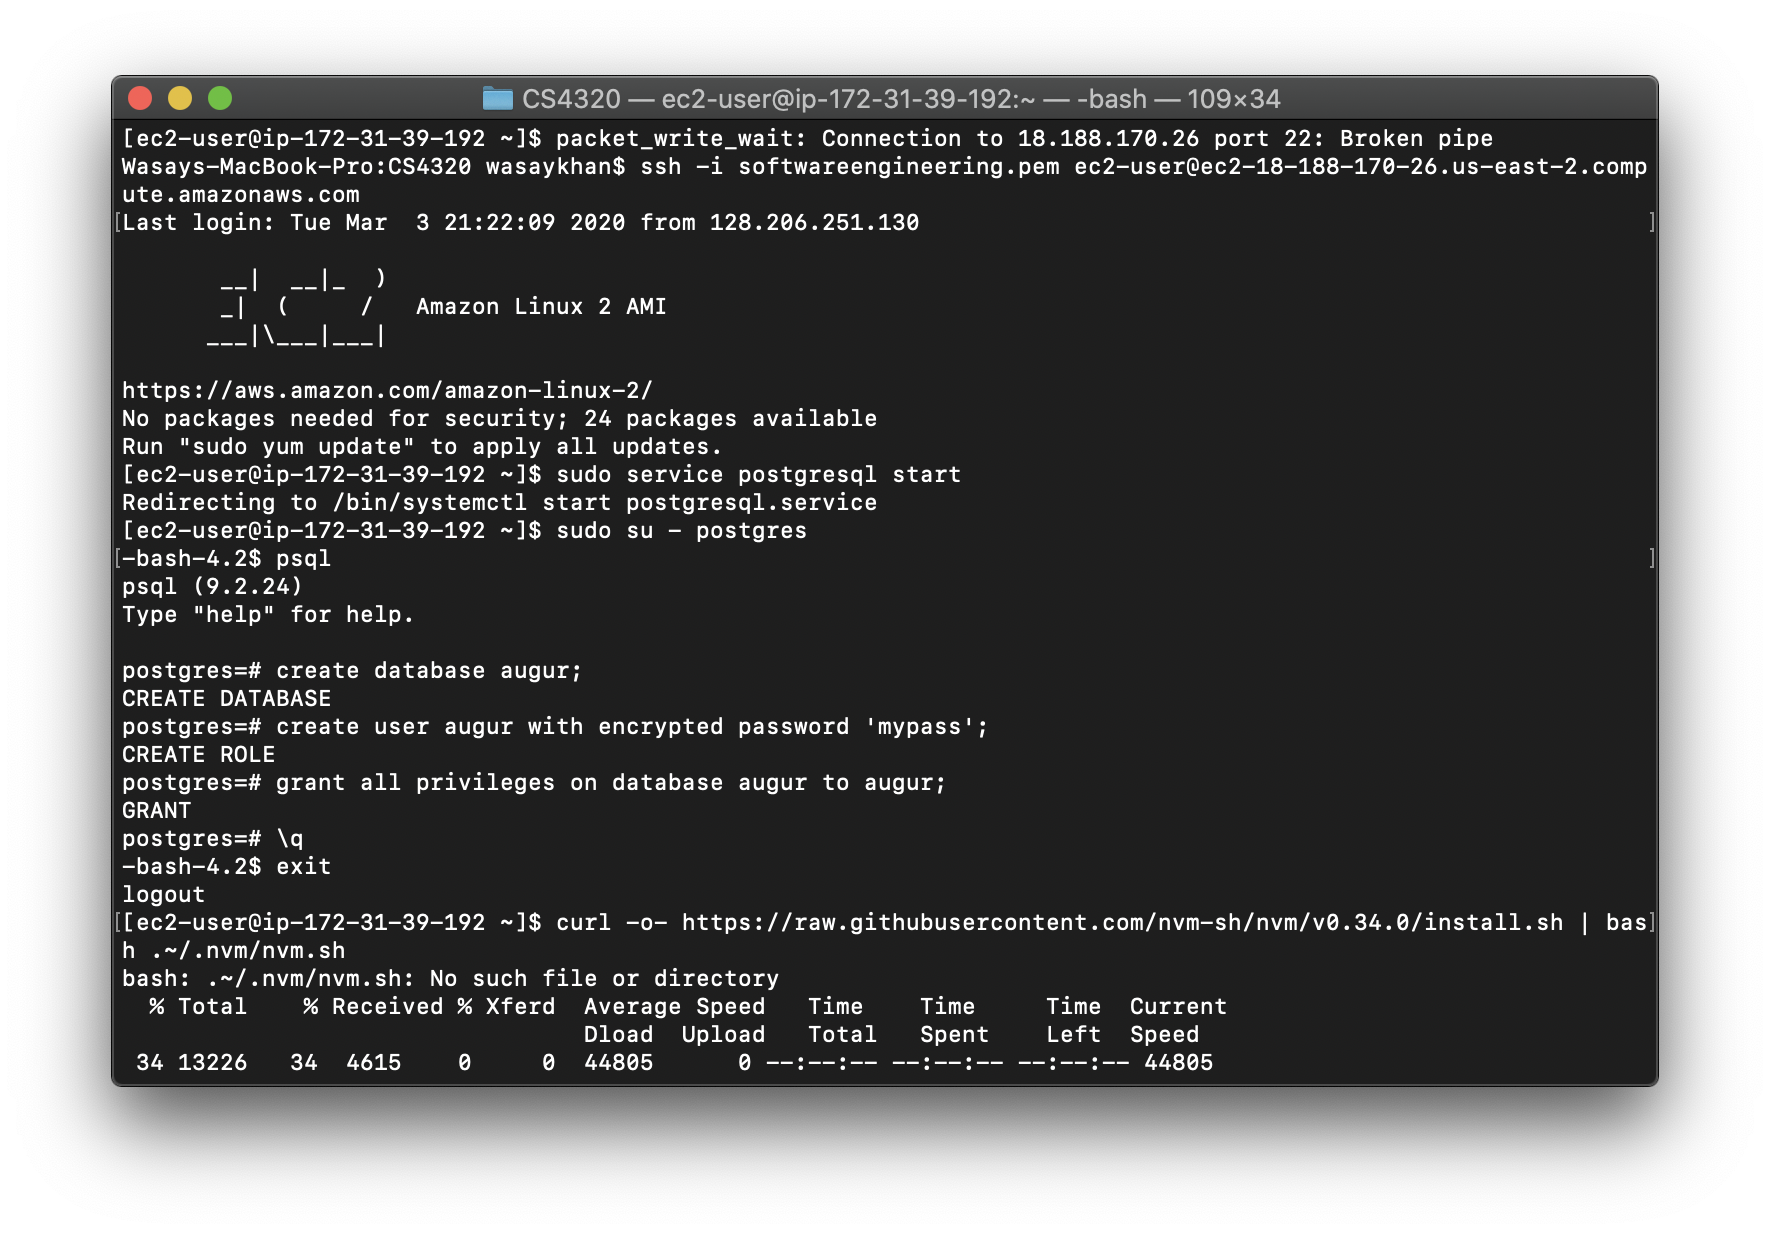 CS4320 — ec2-user@ip-172-31-39-192:~ — -bash — 109×34
[ec2-user@ip-172-31-39-192 ~]$ packet_write_wait: Connection to 18.188.170.26 port 22: Broken pipe
Wasays-MacBook-Pro:CS4320 wasaykhan$ ssh -i softwareengineering.pem ec2-user@ec2-18-188-170-26.us-east-2.comp
ute.amazonaws.com
[Last login: Tue Mar  3 21:22:09 2020 from 128.206.251.130 ]
       __|  __|_  )
       _|  (     /   Amazon Linux 2 AMI
      ___|\___|___|
https://aws.amazon.com/amazon-linux-2/
No packages needed for security; 24 packages available
Run "sudo yum update" to apply all updates.
[ec2-user@ip-172-31-39-192 ~]$ sudo service postgresql start
Redirecting to /bin/systemctl start postgresql.service
[ec2-user@ip-172-31-39-192 ~]$ sudo su - postgres
[-bash-4.2$ psql ]
psql (9.2.24)
Type "help" for help.
postgres=# create database augur;
CREATE DATABASE
postgres=# create user augur with encrypted password 'mypass';
CREATE ROLE
postgres=# grant all privileges on database augur to augur;
GRANT
postgres=# \q
-bash-4.2$ exit
logout
[[ec2-user@ip-172-31-39-192 ~]$ curl -o- https://raw.githubusercontent.com/nvm-sh/nvm/v0.34.0/install.sh | bas]
h .~/.nvm/nvm.sh
bash: .~/.nvm/nvm.sh: No such file or directory
  % Total    % Received % Xferd  Average Speed   Time    Time     Time  Current
                                 Dload  Upload   Total   Spent    Left  Speed
 34 13226   34  4615    0     0  44805      0 --:--:-- --:--:-- --:--:-- 44805